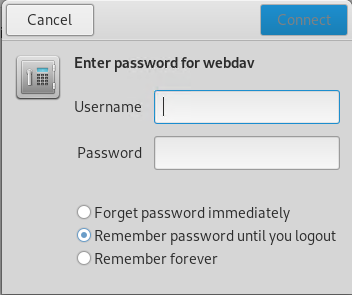 Cancel Connect
Enter password for webdav
Username
Password
Forget password immediately
Remember password until you logout
Remember forever